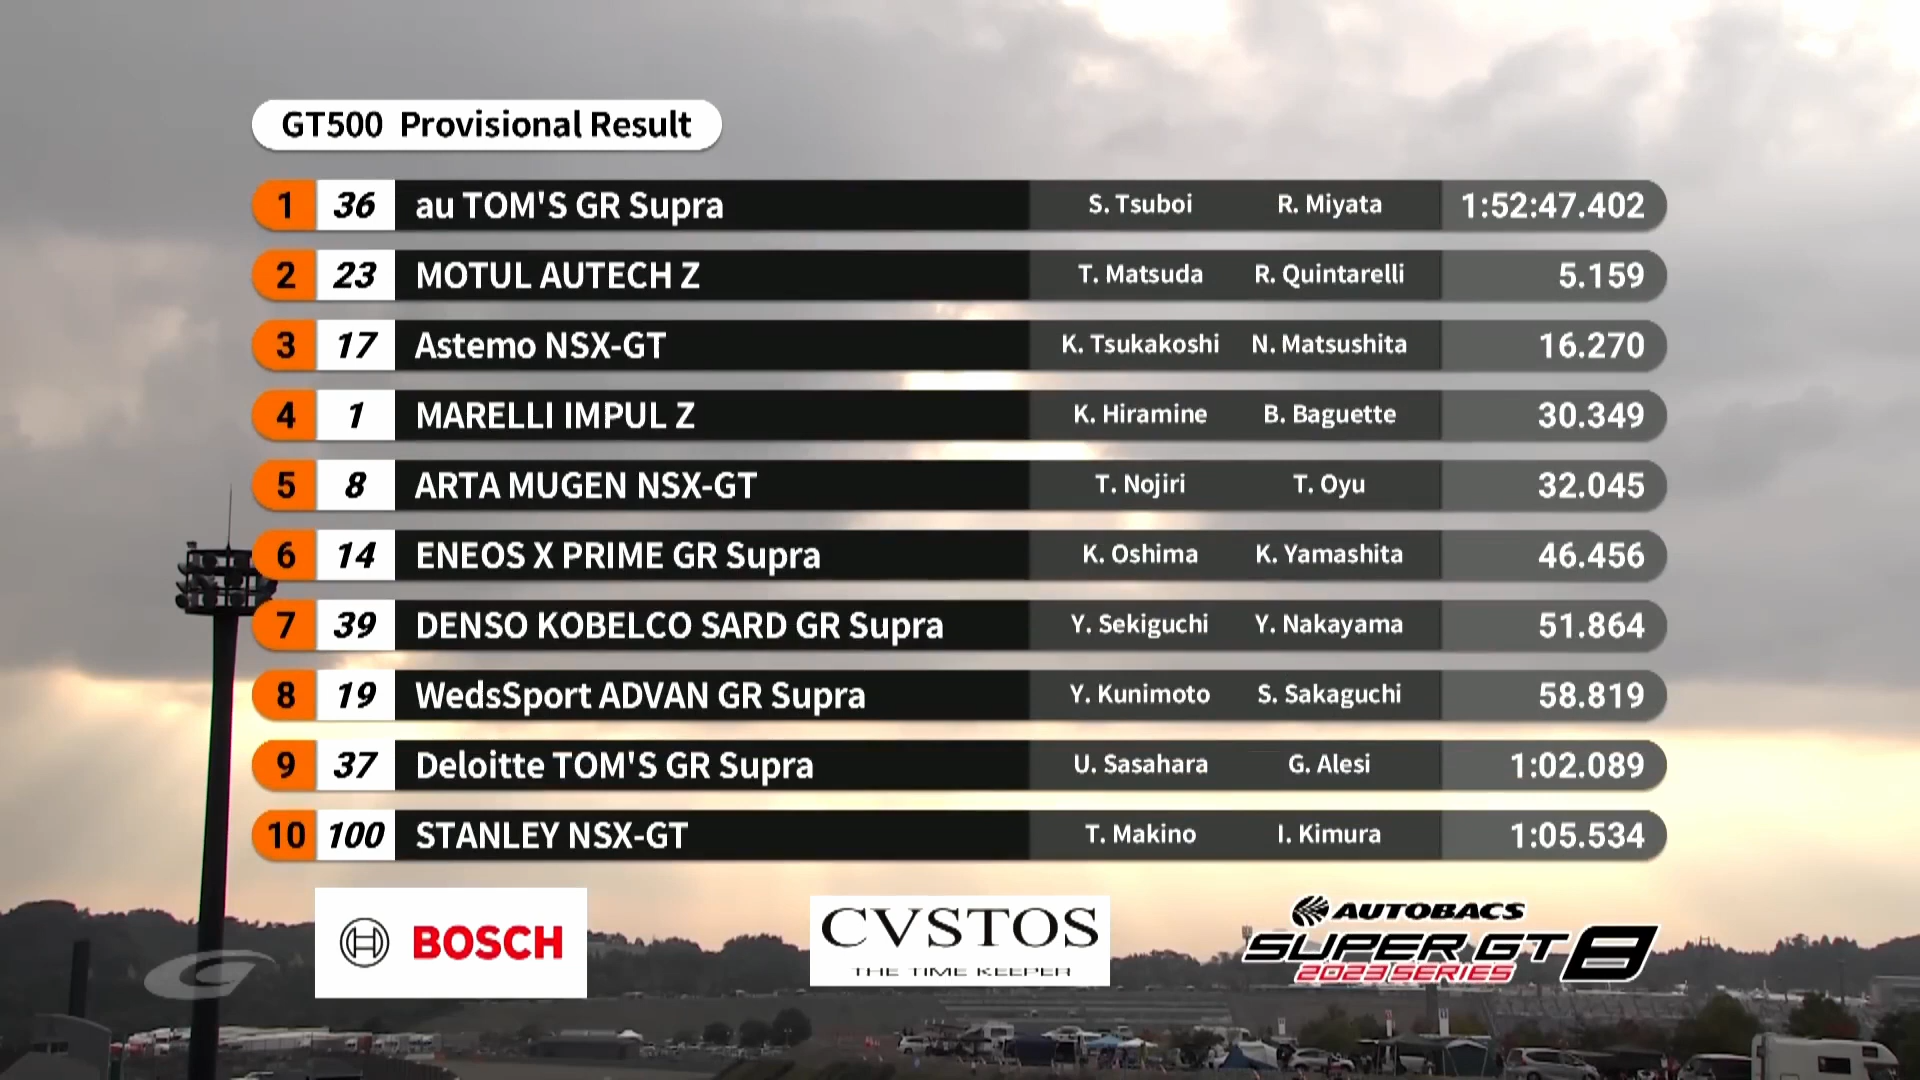 GT500 Provisional Result
1 36 au TOM'S GR Supra S. Tsuboi R. Miyata 1:52:47.402
2 23 MOTUL AUTECH Z T. Matsuda R. Quintarelli 5.159
3 17 Astemo NSX-GT K. Tsukakoshi N. Matsushita 16.270
4 1 MARELLI IMPUL Z K. Hiramine B. Baguette 30.349
5 8 ARTA MUGEN NSX-GT T. Nojiri T. Oyu 32.045
6 14 ENEOS X PRIME GR Supra K. Oshima K. Yamashita 46.456
7 39 DENSO KOBELCO SARD GR Supra Y. Sekiguchi Y. Nakayama 51.864
8 19 WedsSport ADVAN GR Supra Y. Kunimoto S. Sakaguchi 58.819
9 37 Deloitte TOM'S GR Supra U. Sasahara G. Alesi 1:02.089
10 100 STANLEY NSX-GT T. Makino I. Kimura 1:05.534
BOSCH
CVSTOS
THE TIME KEEPER
AUTOBACS
SUPER GT 8
2023 SERIES